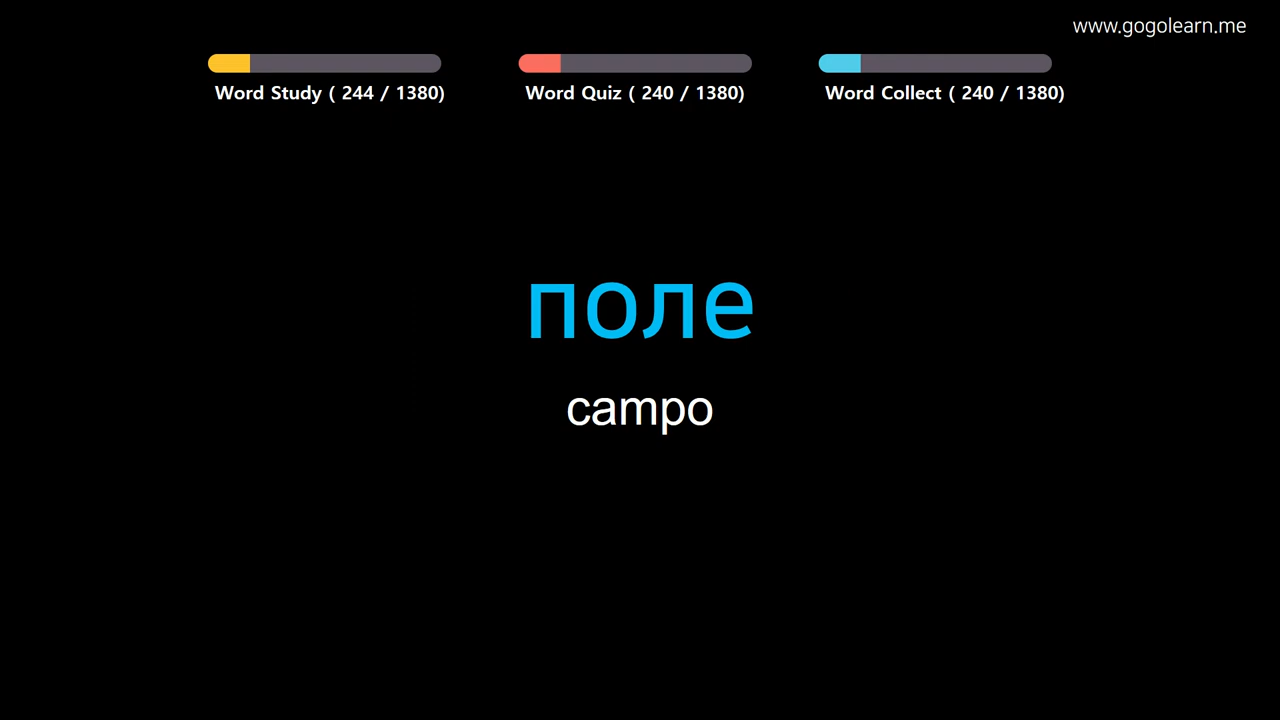 www.gogolearn.me
Word Study ( 244 / 1380)
Word Quiz ( 240 / 1380)
Word Collect ( 240 / 1380)
поле
campo